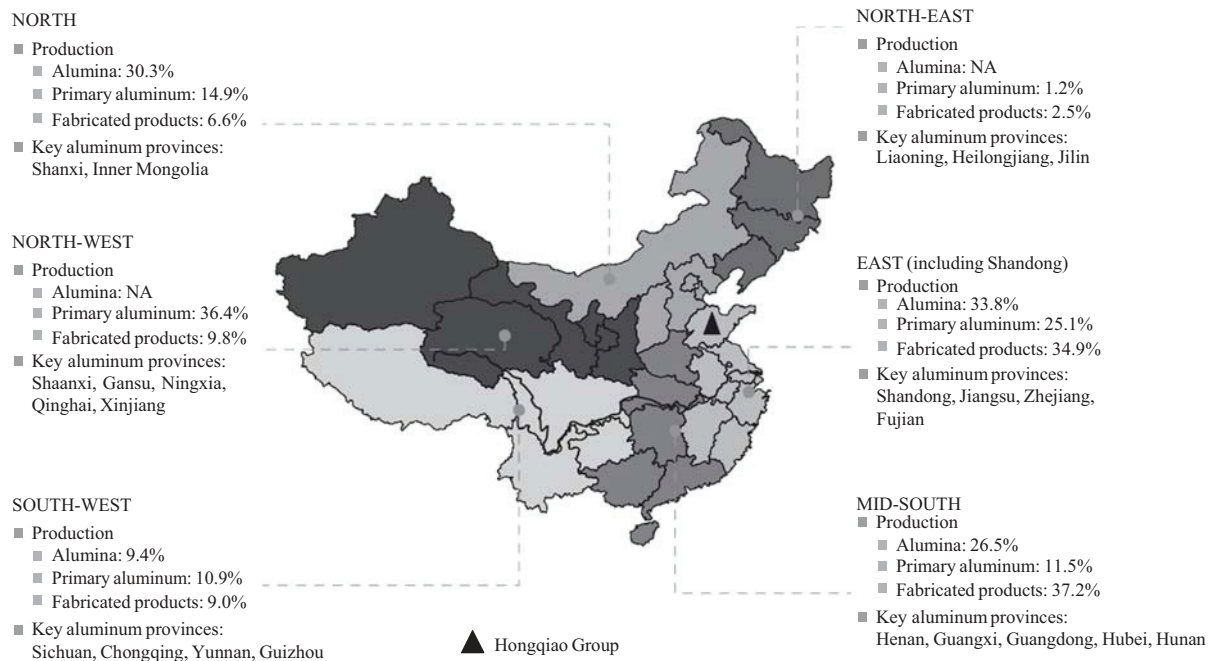 NORTH
Production
Alumina: 30.3%
Primary aluminum: 14.9%
Fabricated products: 6.6%
Key aluminum provinces:
Shanxi, Inner Mongolia
NORTH-WEST
Production
Alumina: NA
Primary aluminum: 36.4%
Fabricated products: 9.8%
Key aluminum provinces:
Shaanxi, Gansu, Ningxia,
Qinghai, Xinjiang
SOUTH-WEST
Production
Alumina: 9.4%
Primary aluminum: 10.9%
Fabricated products: 9.0%
Key aluminum provinces:
Sichuan, Chongqing, Yunnan, Guizhou
Hongqiao Group
NORTH-EAST
Production
Alumina: NA
Primary aluminum: 1.2%
Fabricated products: 2.5%
Key aluminum provinces:
Liaoning, Heilongjiang, Jilin
EAST (including Shandong)
Production
Alumina: 33.8%
Primary aluminum: 25.1%
Fabricated products: 34.9%
Key aluminum provinces:
Shandong, Jiangsu, Zhejiang,
Fujian
MID-SOUTH
Production
Alumina: 26.5%
Primary aluminum: 11.5%
Fabricated products: 37.2%
Key aluminum provinces:
Henan, Guangxi, Guangdong, Hubei, Hunan